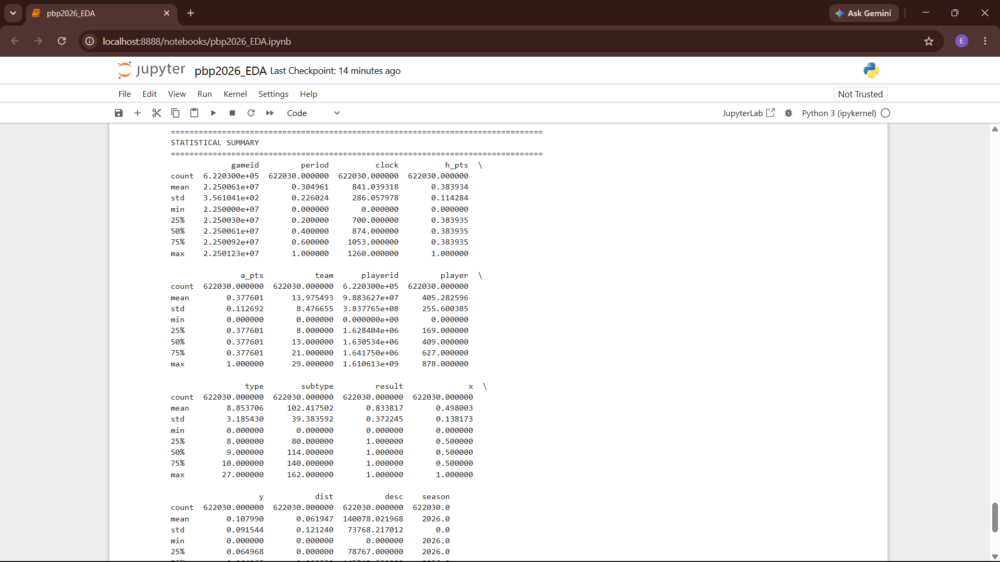 pbp2026_EDA
Ask Gemini
localhost:8888/notebooks/pbp2026_EDA.ipynb
E
jupyter pbp2026_EDA Last Checkpoint: 14 minutes ago
File Edit View Run Kernel Settings Help Not Trusted
Code JupyterLab Python 3 (ipykernel)
================================================================================
STATISTICAL SUMMARY
================================================================================
gameid period clock h_pts \
count 6.220300e+05 622030.000000 622030.000000 622030.000000
mean 2.250061e+07 0.304961 841.039318 0.383934
std 3.561041e+02 0.226024 286.057978 0.114284
min 2.250000e+07 0.000000 0.000000 0.000000
25% 2.250030e+07 0.200000 700.000000 0.383935
50% 2.250061e+07 0.400000 874.000000 0.383935
75% 2.250092e+07 0.600000 1053.000000 0.383935
max 2.250123e+07 1.000000 1260.000000 1.000000
a_pts team playerid player \
count 622030.000000 622030.000000 6.220300e+05 622030.000000
mean 0.377601 13.975493 9.883627e+07 405.282596
std 0.112692 8.476655 3.837765e+08 255.600385
min 0.000000 0.000000 0.000000e+00 0.000000
25% 0.377601 8.000000 1.628404e+06 169.000000
50% 0.377601 13.000000 1.630534e+06 409.000000
75% 0.377601 21.000000 1.641750e+06 627.000000
max 1.000000 29.000000 1.610613e+09 878.000000
type subtype result x \
count 622030.000000 622030.000000 622030.000000 622030.000000
mean 8.853706 102.417502 0.833817 0.498003
std 3.185430 39.383592 0.372245 0.138173
min 0.000000 0.000000 0.000000 0.000000
25% 8.000000 80.000000 1.000000 0.500000
50% 9.000000 114.000000 1.000000 0.500000
75% 10.000000 140.000000 1.000000 0.500000
max 27.000000 162.000000 1.000000 1.000000
y dist desc season
count 622030.000000 622030.000000 622030.000000 622030.0
mean 0.107990 0.061947 140078.021968 2026.0
std 0.091544 0.121240 73768.217012 0.0
min 0.000000 0.000000 0.000000 2026.0
25% 0.064968 0.000000 78767.000000 2026.0